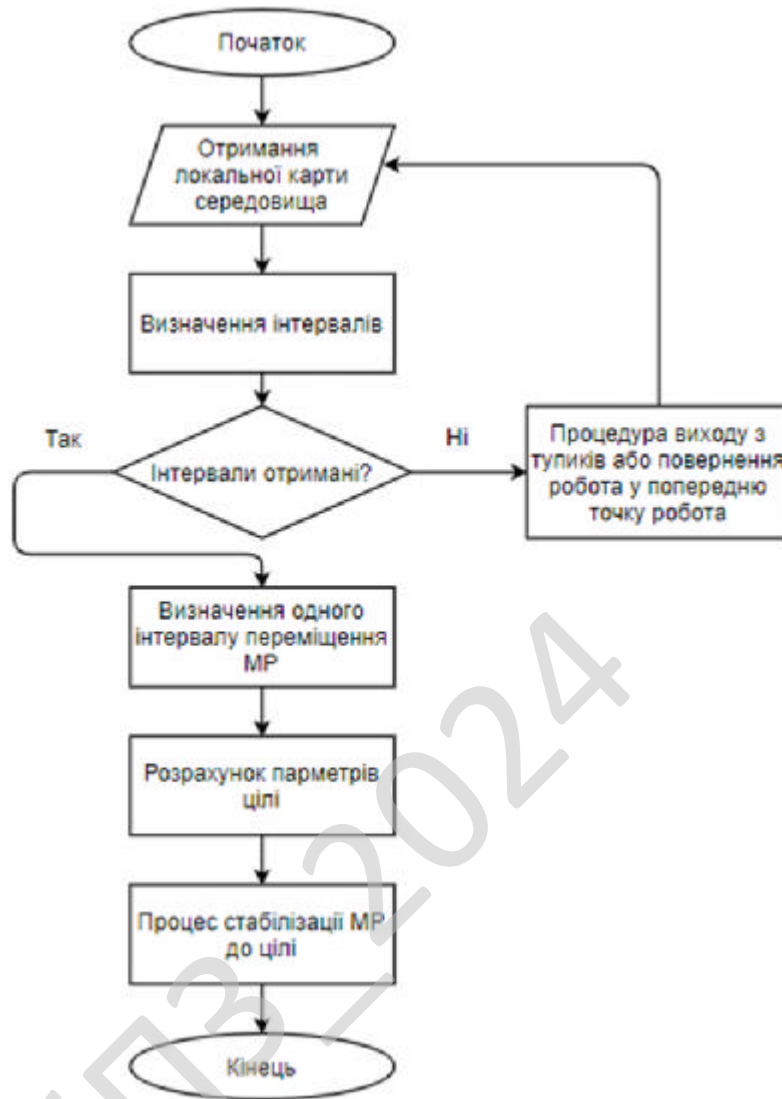 Початок
Отримання
локальної карти
середовища
Визначення інтервалів
Так
Інтервали отримані?
Ні
Процедура виходу з
тупиків або повернення
робота у попередню
точку робота
Визначення одного
інтервалу переміщення
МР
Розрахунок парметрів
цілі
Процес стабілізації МР
до цілі
Кінець
ПЗ_2024